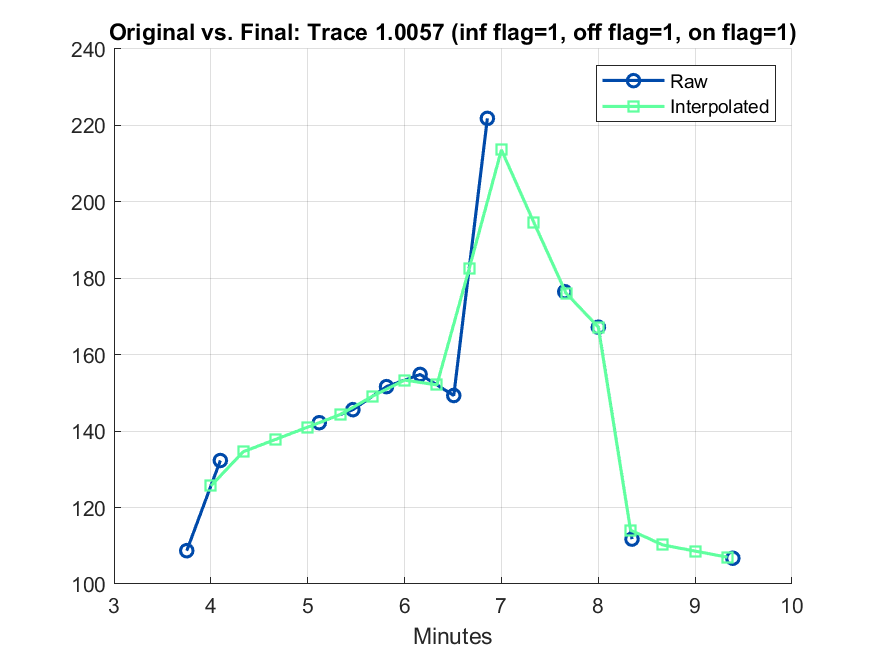 Original vs. Final: Trace 1.0057 (inf flag=1, off flag=1, on flag=1)
240
220
200
180
160
140
120
100
Raw
Interpolated
3 4 5 6 7 8 9 10
Minutes